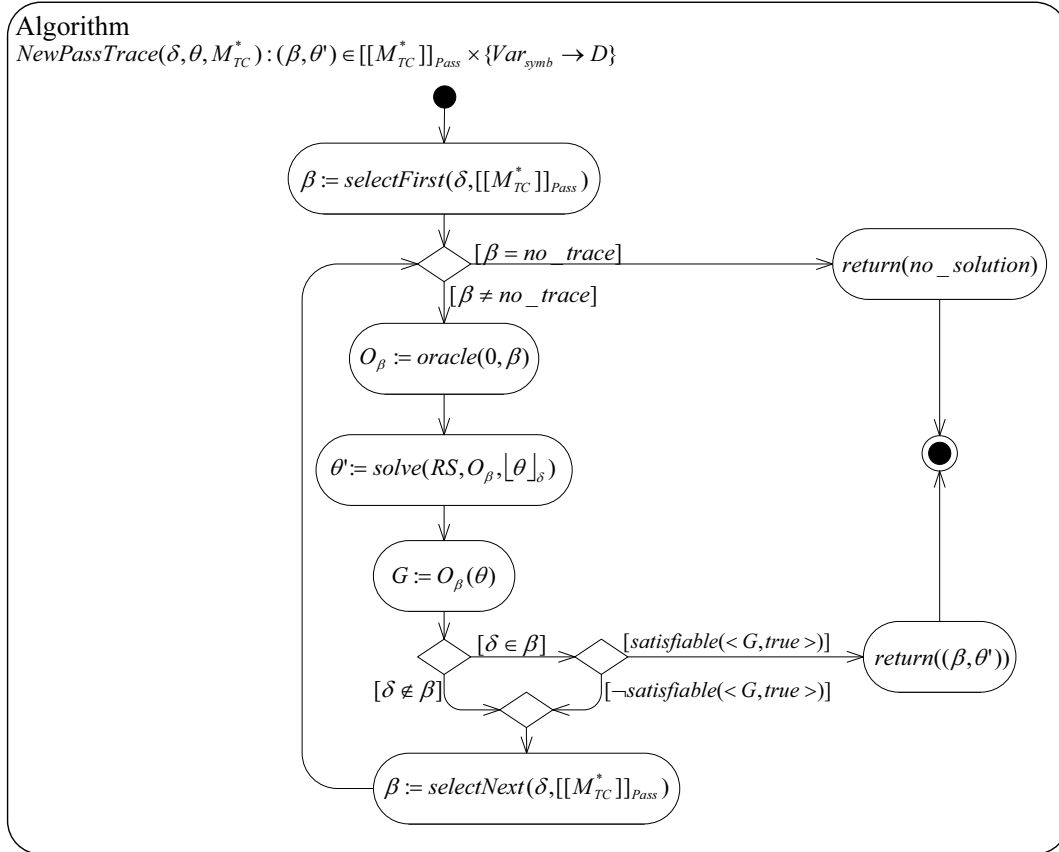 Algorithm
NewPassTrace(δ,θ,M*_TC):(β,θ')∈[[M*_TC]]_Pass×{Var_symb→D}
β:=selectFirst(δ,[[M*_TC]]_Pass)
[β=no_trace]
return(no_solution)
[β≠no_trace]
O_β:=oracle(0,β)
θ':=solve(RS,O_β,⌊θ⌋_δ)
G:=O_β(θ)
[δ∈β]
[satisfiable(<G,true>)]
return((β,θ'))
[δ∉β]
[¬satisfiable(<G,true>)]
β:=selectNext(δ,[[M*_TC]]_Pass)